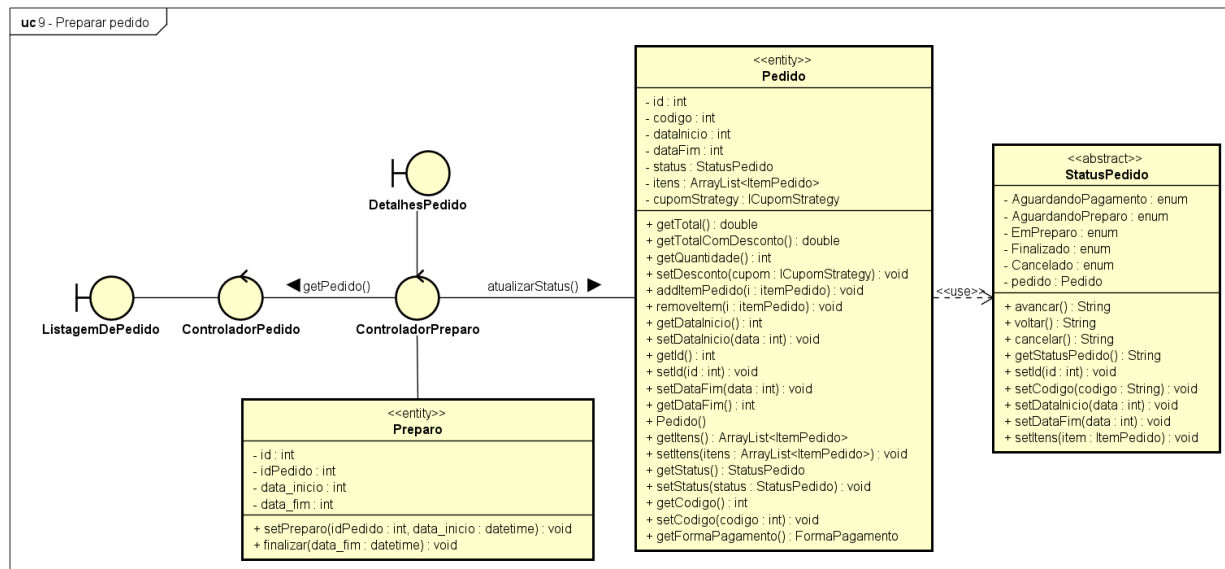 uc 9 - Preparar pedido
<<entity>>
Pedido
- id : int
- codigo : int
- dataInicio : int
- dataFim : int
- status : StatusPedido
- itens : ArrayList<ItemPedido>
- cupomStrategy : ICupomStrategy
+ getTotal() : double
+ getTotalComDesconto() : double
+ getQuantidade() : int
+ setDesconto(cupom : ICupomStrategy) : void
+ addItemPedido(i : itemPedido) : void
+ removeItem(i : itemPedido) : void
+ getDataInicio() : int
+ setDataInicio(data : int) : void
+ getId() : int
+ setId(id : int) : void
+ setDataFim(data : int) : void
+ getDataFim() : int
+ Pedido()
+ getItens() : ArrayList<ItemPedido>
+ setItens(itens : ArrayList<ItemPedido>) : void
+ getStatus() : StatusPedido
+ setStatus(status : StatusPedido) : void
+ getCodigo() : int
+ setCodigo(codigo : int) : void
+ getFormaPagamento() : FormaPagamento
<<use>>
<<abstract>>
StatusPedido
- AguardandoPagamento : enum
- AguardandoPreparo : enum
- EmPreparo : enum
- Finalizado : enum
- Cancelado : enum
- pedido : Pedido
+ avancar() : String
+ voltar() : String
+ cancelar() : String
+ getStatusPedido() : String
+ setId(id : int) : void
+ setCodigo(codigo : String) : void
+ setDataInicio(data : int) : void
+ setDataFim(data : int) : void
+ setItens(item : ItemPedido) : void
DetalhesPedido
getPedido()
atualizarStatus()
ListagemDePedido
ControladorPedido
ControladorPreparo
<<entity>>
Preparo
- id : int
- idPedido : int
- data_inicio : int
- data_fim : int
+ setPreparo(idPedido : int, data_inicio : datetime) : void
+ finalizar(data_fim : datetime) : void